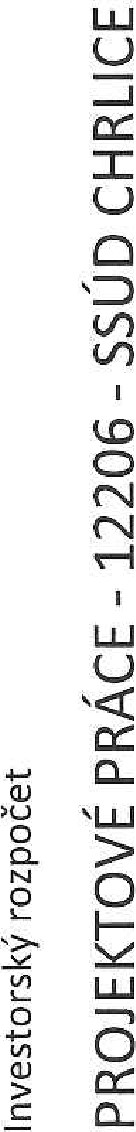 Investorský rozpočet
PROJEKTOVÉ PRÁCE - 12206 - SSÚD CHRLICE